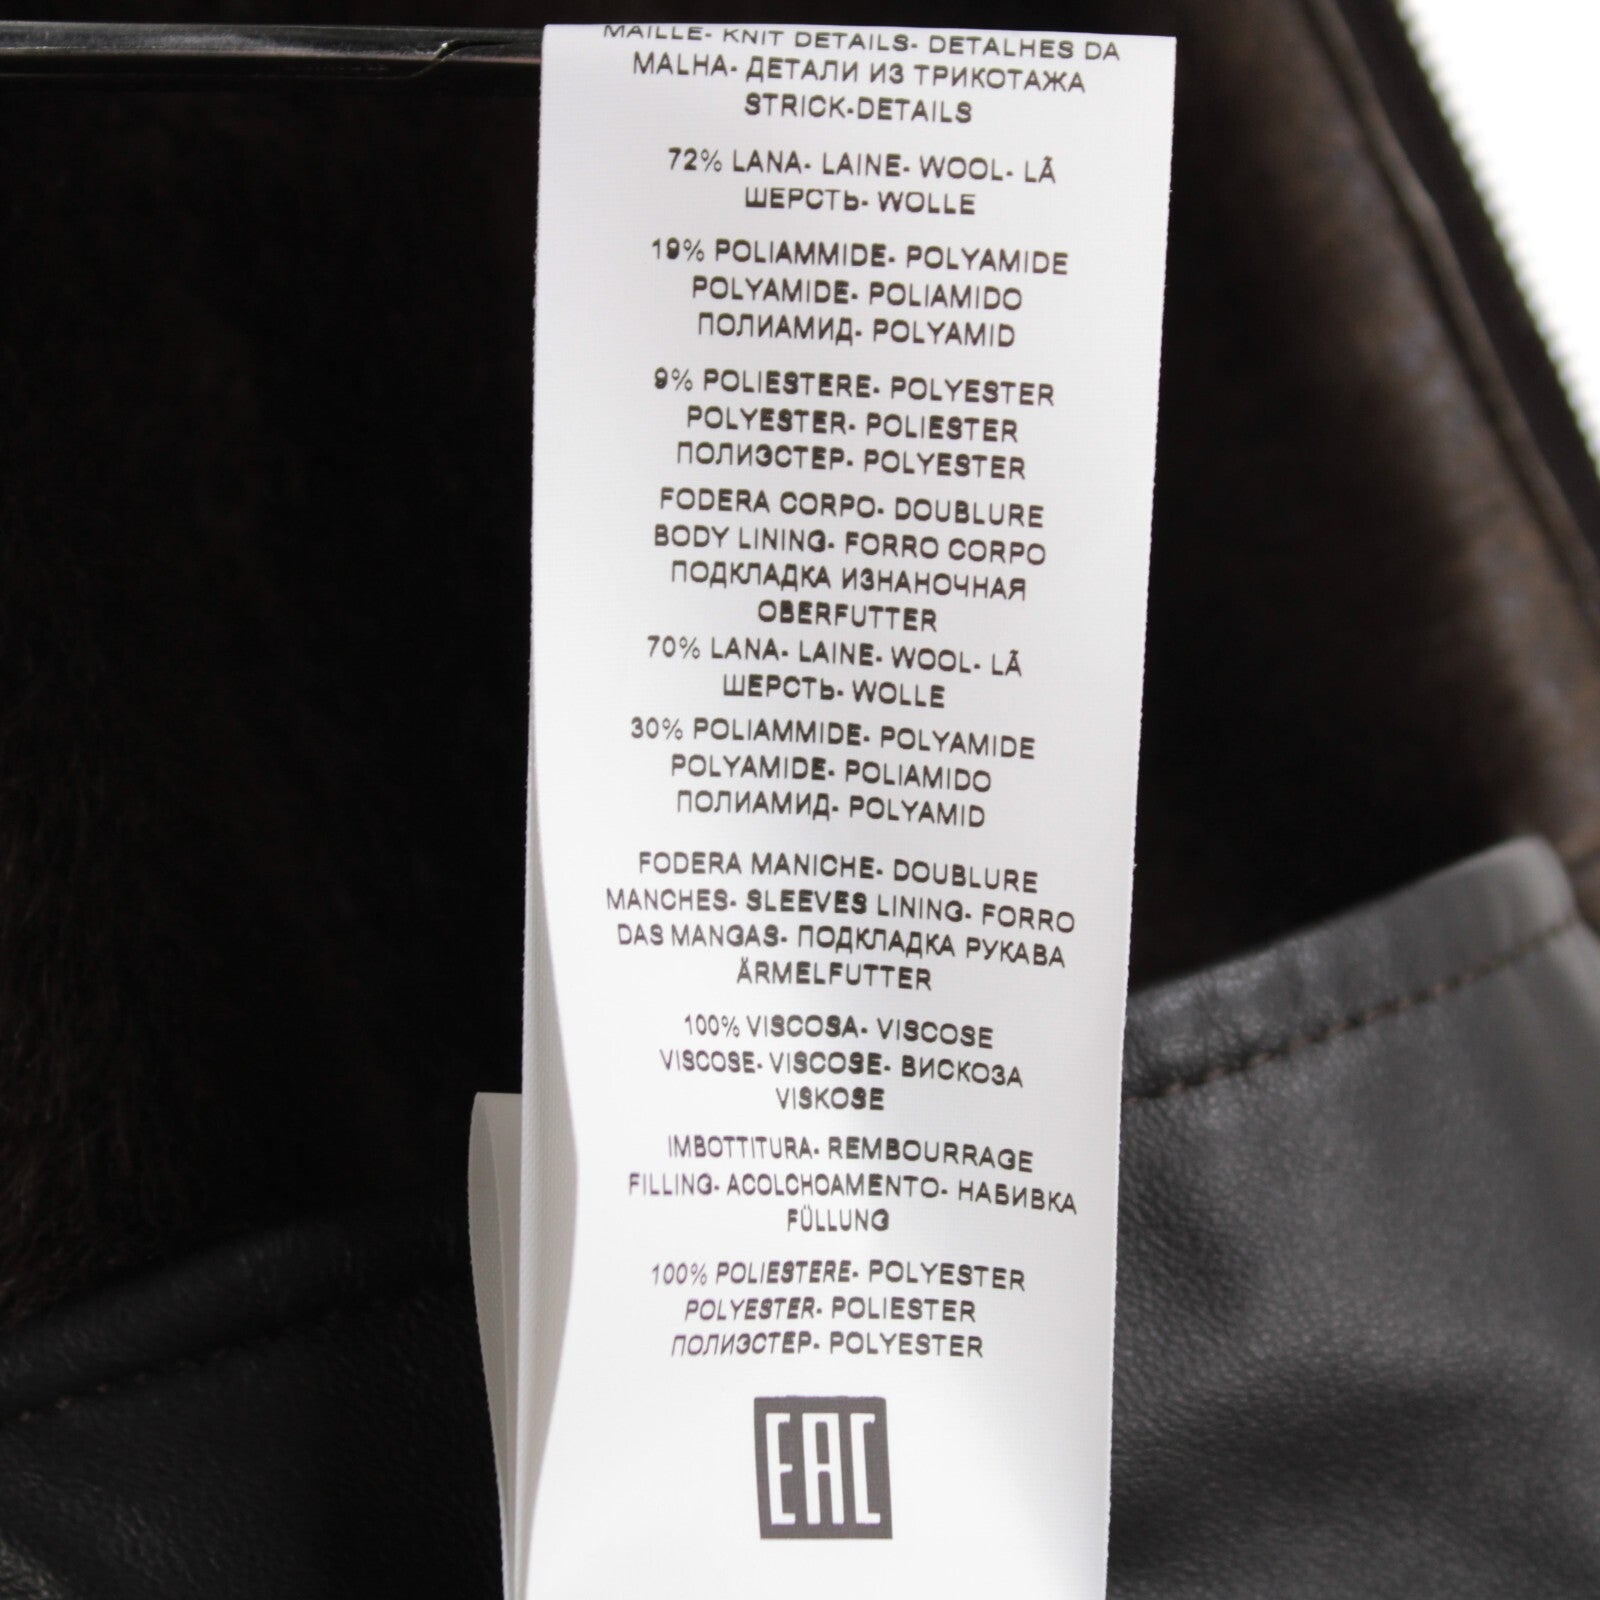 MAILLE- KNIT DETAILS- DETALHES DA
MALHA- ДЕТАЛИ ИЗ ТРИКОТАЖА
STRICK-DETAILS
72% LANA- LAINE- WOOL- LÃ
ШЕРСТЬ- WOLLE
19% POLIAMMIDE- POLYAMIDE
POLYAMIDE- POLIAMIDO
ПОЛИАМИД- POLYAMID
9% POLIESTERE- POLYESTER
POLYESTER- POLIESTER
ПОЛИЭСТЕР- POLYESTER
FODERA CORPO- DOUBLURE
BODY LINING- FORRO CORPO
ПОДКЛАДКА ИЗНАНОЧНАЯ
OBERFUTTER
70% LANA- LAINE- WOOL- LÃ
ШЕРСТЬ- WOLLE
30% POLIAMMIDE- POLYAMIDE
POLYAMIDE- POLIAMIDO
ПОЛИАМИД- POLYAMID
FODERA MANICHE- DOUBLURE
MANCHES- SLEEVES LINING- FORRO
DAS MANGAS- ПОДКЛАДКА РУКАВА
ÄRMELFUTTER
100% VISCOSA- VISCOSE
VISCOSE- VISCOSE- ВИСКОЗА
VISKOSE
IMBOTTITURA- REMBOURRAGE
FILLING- ACOLCHOAMENTO- НАБИВКА
FÜLLUNG
100% POLIESTERE- POLYESTER
POLYESTER- POLIESTER
ПОЛИЭСТЕР- POLYESTER
EAC